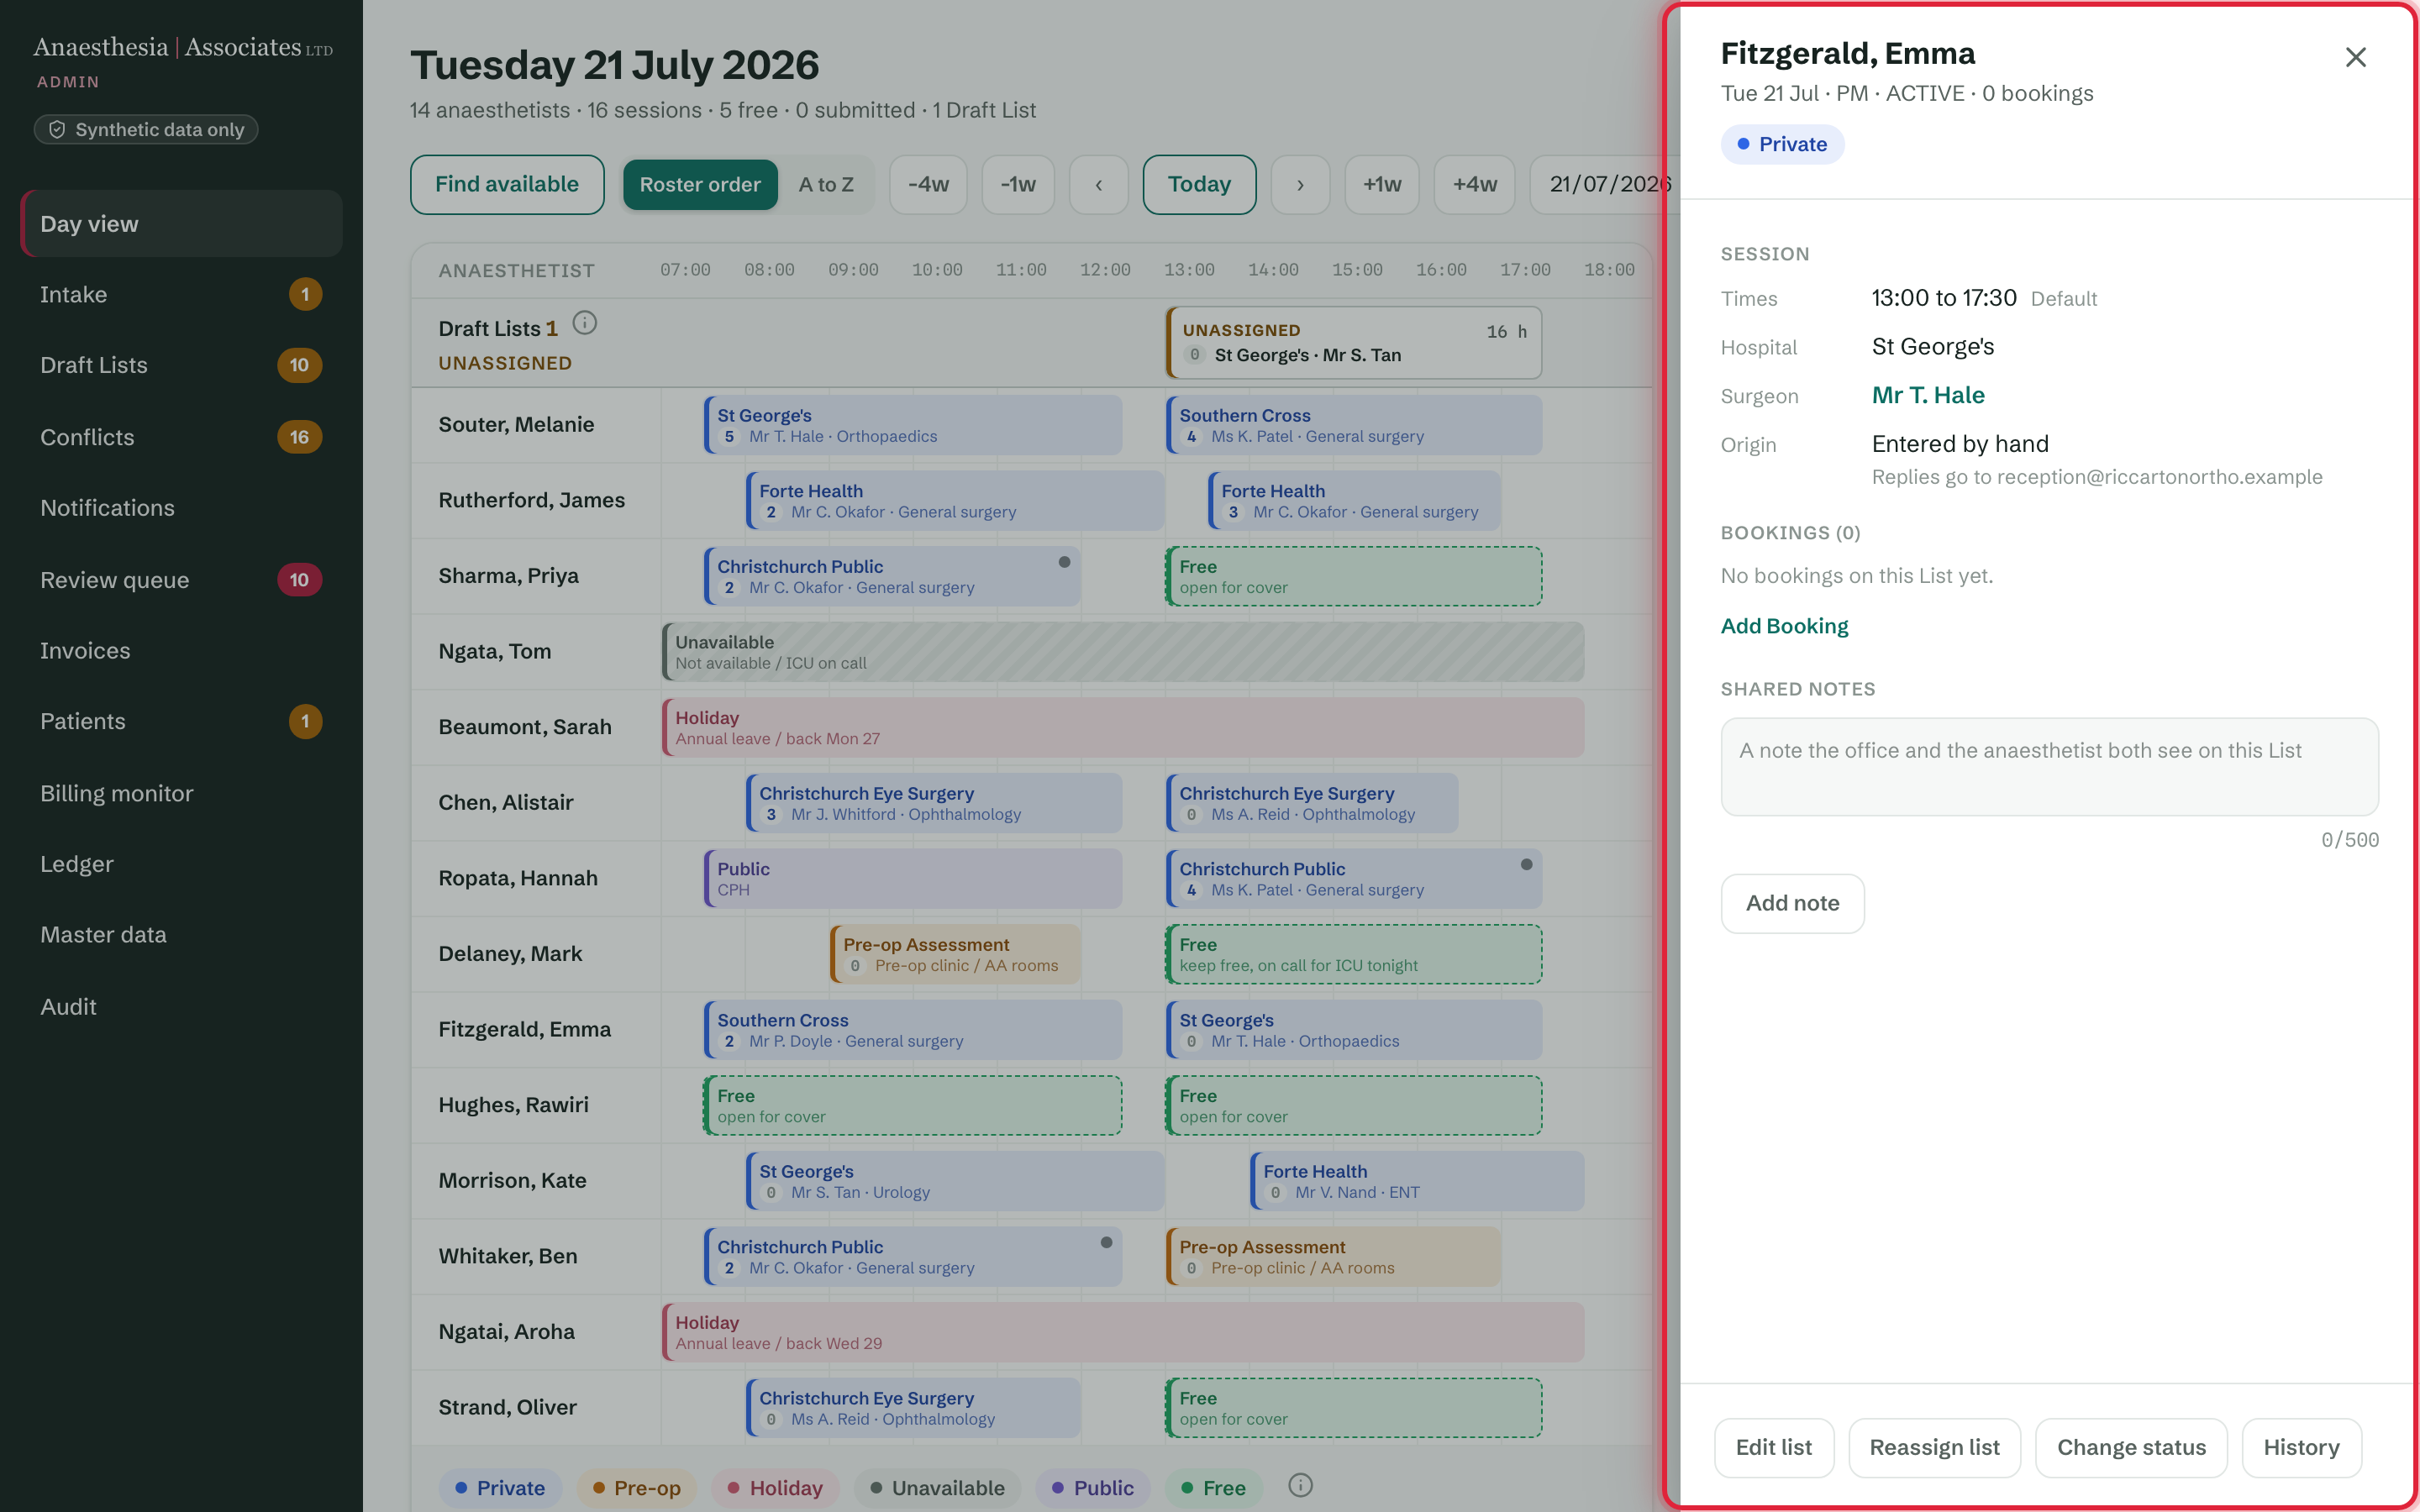 Anaesthesia | Associates LTD
ADMIN
Synthetic data only
Day view
Intake 1
Draft Lists 10
Conflicts 16
Notifications
Review queue 10
Invoices
Patients 1
Billing monitor
Ledger
Master data
Audit
Tuesday 21 July 2026
14 anaesthetists · 16 sessions · 5 free · 0 submitted · 1 Draft List
Find available Roster order A to Z -4w -1w ‹ Today › +1w +4w 21/07/2026
ANAESTHETIST 07:00 08:00 09:00 10:00 11:00 12:00 13:00 14:00 15:00 16:00 17:00 18:00
Draft Lists 1
UNASSIGNED
UNASSIGNED 16 h
0 St George's · Mr S. Tan
Souter, Melanie
St George's
5 Mr T. Hale · Orthopaedics
Southern Cross
4 Ms K. Patel · General surgery
Rutherford, James
Forte Health
2 Mr C. Okafor · General surgery
Forte Health
3 Mr C. Okafor · General surgery
Sharma, Priya
Christchurch Public
2 Mr C. Okafor · General surgery
Free
open for cover
Ngata, Tom
Unavailable
Not available / ICU on call
Beaumont, Sarah
Holiday
Annual leave / back Mon 27
Chen, Alistair
Christchurch Eye Surgery
3 Mr J. Whitford · Ophthalmology
Christchurch Eye Surgery
0 Ms A. Reid · Ophthalmology
Ropata, Hannah
Public
CPH
Christchurch Public
4 Ms K. Patel · General surgery
Delaney, Mark
Pre-op Assessment
0 Pre-op clinic / AA rooms
Free
keep free, on call for ICU tonight
Fitzgerald, Emma
Southern Cross
2 Mr P. Doyle · General surgery
St George's
0 Mr T. Hale · Orthopaedics
Hughes, Rawiri
Free
open for cover
Free
open for cover
Morrison, Kate
St George's
0 Mr S. Tan · Urology
Forte Health
0 Mr V. Nand · ENT
Whitaker, Ben
Christchurch Public
2 Mr C. Okafor · General surgery
Pre-op Assessment
0 Pre-op clinic / AA rooms
Ngatai, Aroha
Holiday
Annual leave / back Wed 29
Strand, Oliver
Christchurch Eye Surgery
0 Ms A. Reid · Ophthalmology
Free
open for cover
Private Pre-op Holiday Unavailable Public Free
Fitzgerald, Emma
Tue 21 Jul · PM · ACTIVE · 0 bookings
Private
SESSION
Times 13:00 to 17:30 Default
Hospital St George's
Surgeon Mr T. Hale
Origin Entered by hand
Replies go to reception@riccartonortho.example
BOOKINGS (0)
No bookings on this List yet.
Add Booking
SHARED NOTES
A note the office and the anaesthetist both see on this List
0/500
Add note
Edit list Reassign list Change status History